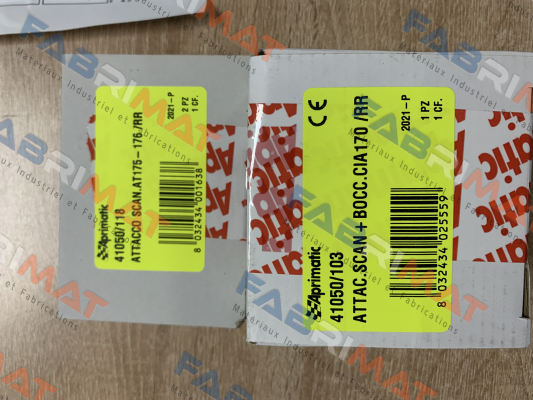 Aprimatic
41050/118
ATTACCO SCAN.AT175-176 /RR
2021-P
2 PZ
1 CF.
8 032434 001638
Aprimatic
41050/103
ATTAC.SCAN+BOCC.CIA170 /RR
CE
2021-P
1 PZ
1 CF.
8 032434 025559
matic
FABRIMAT
Matériaux Industriel et Fabrications